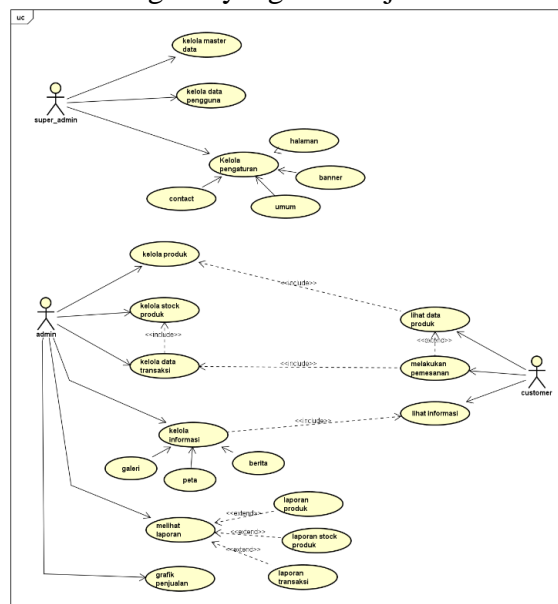 uc
kelola master
data
kelola data
pengguna
super_admin
halaman
Kelola
pengaturan
banner
contact
umum
kelola produk
<<include>>
kelola stock
produk
lihat data
produk
admin
<<include>>
<<extend>>
kelola data
transaksi
<<include>>
melakukan
pemesanan
customer
lihat informasi
kelola
informasi
<<include>>
galeri
berita
peta
laporan
produk
<<extend>>
melihat
laporan
<<extend>>
laporan stock
produk
<<extend>>
grafik
penjualan
laporan
transaksi